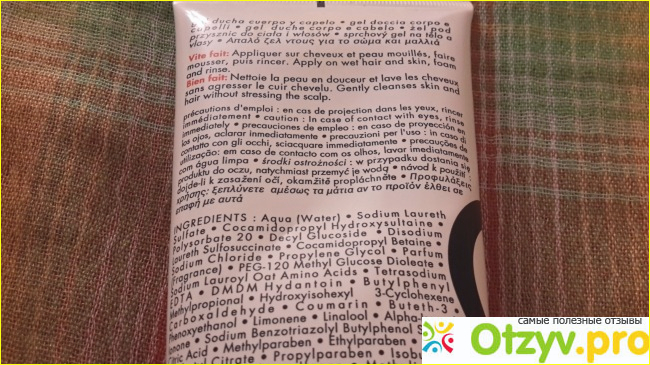 ducha cuerpo y capelo • gel doccia corpo e
capelli • gel duche corpo e cabelo • żel pod
prysznic do ciała i włosów • sprchový gel na tělo a
vlasy • Απαλό ζελ ντους για το σώμα και μαλλιά
Vite fait: Appliquer sur cheveux et peau mouillés, faire
mousser, puis rincer. Apply on wet hair and skin, foam
and rinse.
Bien fait: Nettoie la peau en douceur et lave les cheveux
sans agresser le cuir chevelu. Gently cleanses skin and
hair without stressing the scalp.
précautions d'emploi : en cas de projection dans les yeux, rincer
immédiatement • caution : In case of contact with eyes, rinse
immediately • precauciones de empleo : en caso de proyección en
los ojos, aclarar inmediatamente • precauzioni per l'uso : in caso di
contatto con gli occhi, sciacquare immediatamente • precauções de
utilização: em caso de contacto com os olhos, lavar imediatamente
com água limpa • środki ostrożności : w przypadku dostania się
produktu do oczu, natychmiast przemyć je wodą • návod k použití :
dojde-li k zasažení očí, okamžitě propláchněte • Προφυλάξεις
χρήσης: ξεπλύνετε αμέσως τα μάτια αν το προϊόν έλθει σε
επαφή με αυτά
INGREDIENTS : Aqua (Water) • Sodium Laureth
Sulfate • Cocamidopropyl Hydroxysultaine •
Polysorbate 20 • Decyl Glucoside • Disodium
Laureth Sulfosuccinate • Cocamidopropyl Betaine •
Sodium Chloride • Propylene Glycol • Parfum
(Fragrance) • PEG-120 Methyl Glucose Dioleate •
Sodium Lauroyl Oat Amino Acids • Tetrasodium
EDTA • DMDM Hydantoin • Butylphenyl
Methylpropional • Hydroxyisohexyl 3-Cyclohexene
Carboxaldehyde • Coumarin • Buteth-3
Phenoxyethanol • Limonene • Linalool • Alpha-
Ionone • Sodium Benzotriazolyl Butylphenol S
Citric Acid • Methylparaben • Ethylparaben
Citrate • Propylparaben • Isob
самые полезные отзывы
Otzyv.pro